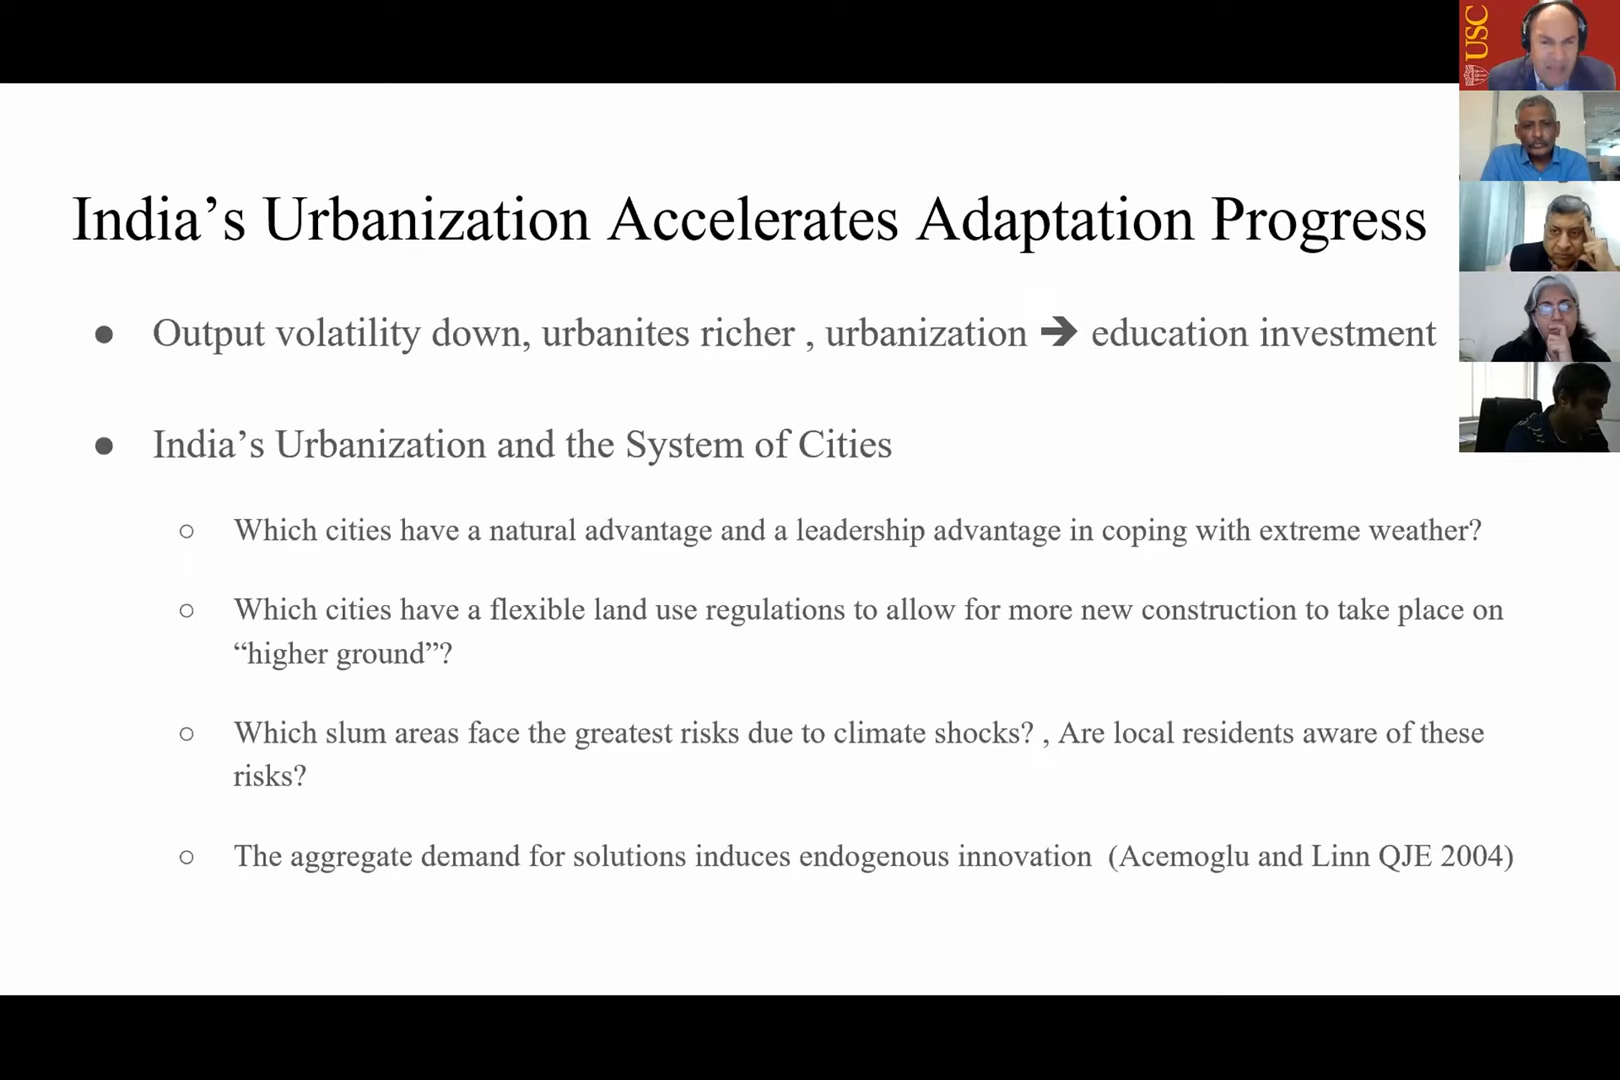 USC
India’s Urbanization Accelerates Adaptation Progress
● Output volatility down, urbanites richer , urbanization ➔ education investment
● India’s Urbanization and the System of Cities
○ Which cities have a natural advantage and a leadership advantage in coping with extreme weather?
○ Which cities have a flexible land use regulations to allow for more new construction to take place on
“higher ground”?
○ Which slum areas face the greatest risks due to climate shocks? , Are local residents aware of these
risks?
○ The aggregate demand for solutions induces endogenous innovation (Acemoglu and Linn QJE 2004)